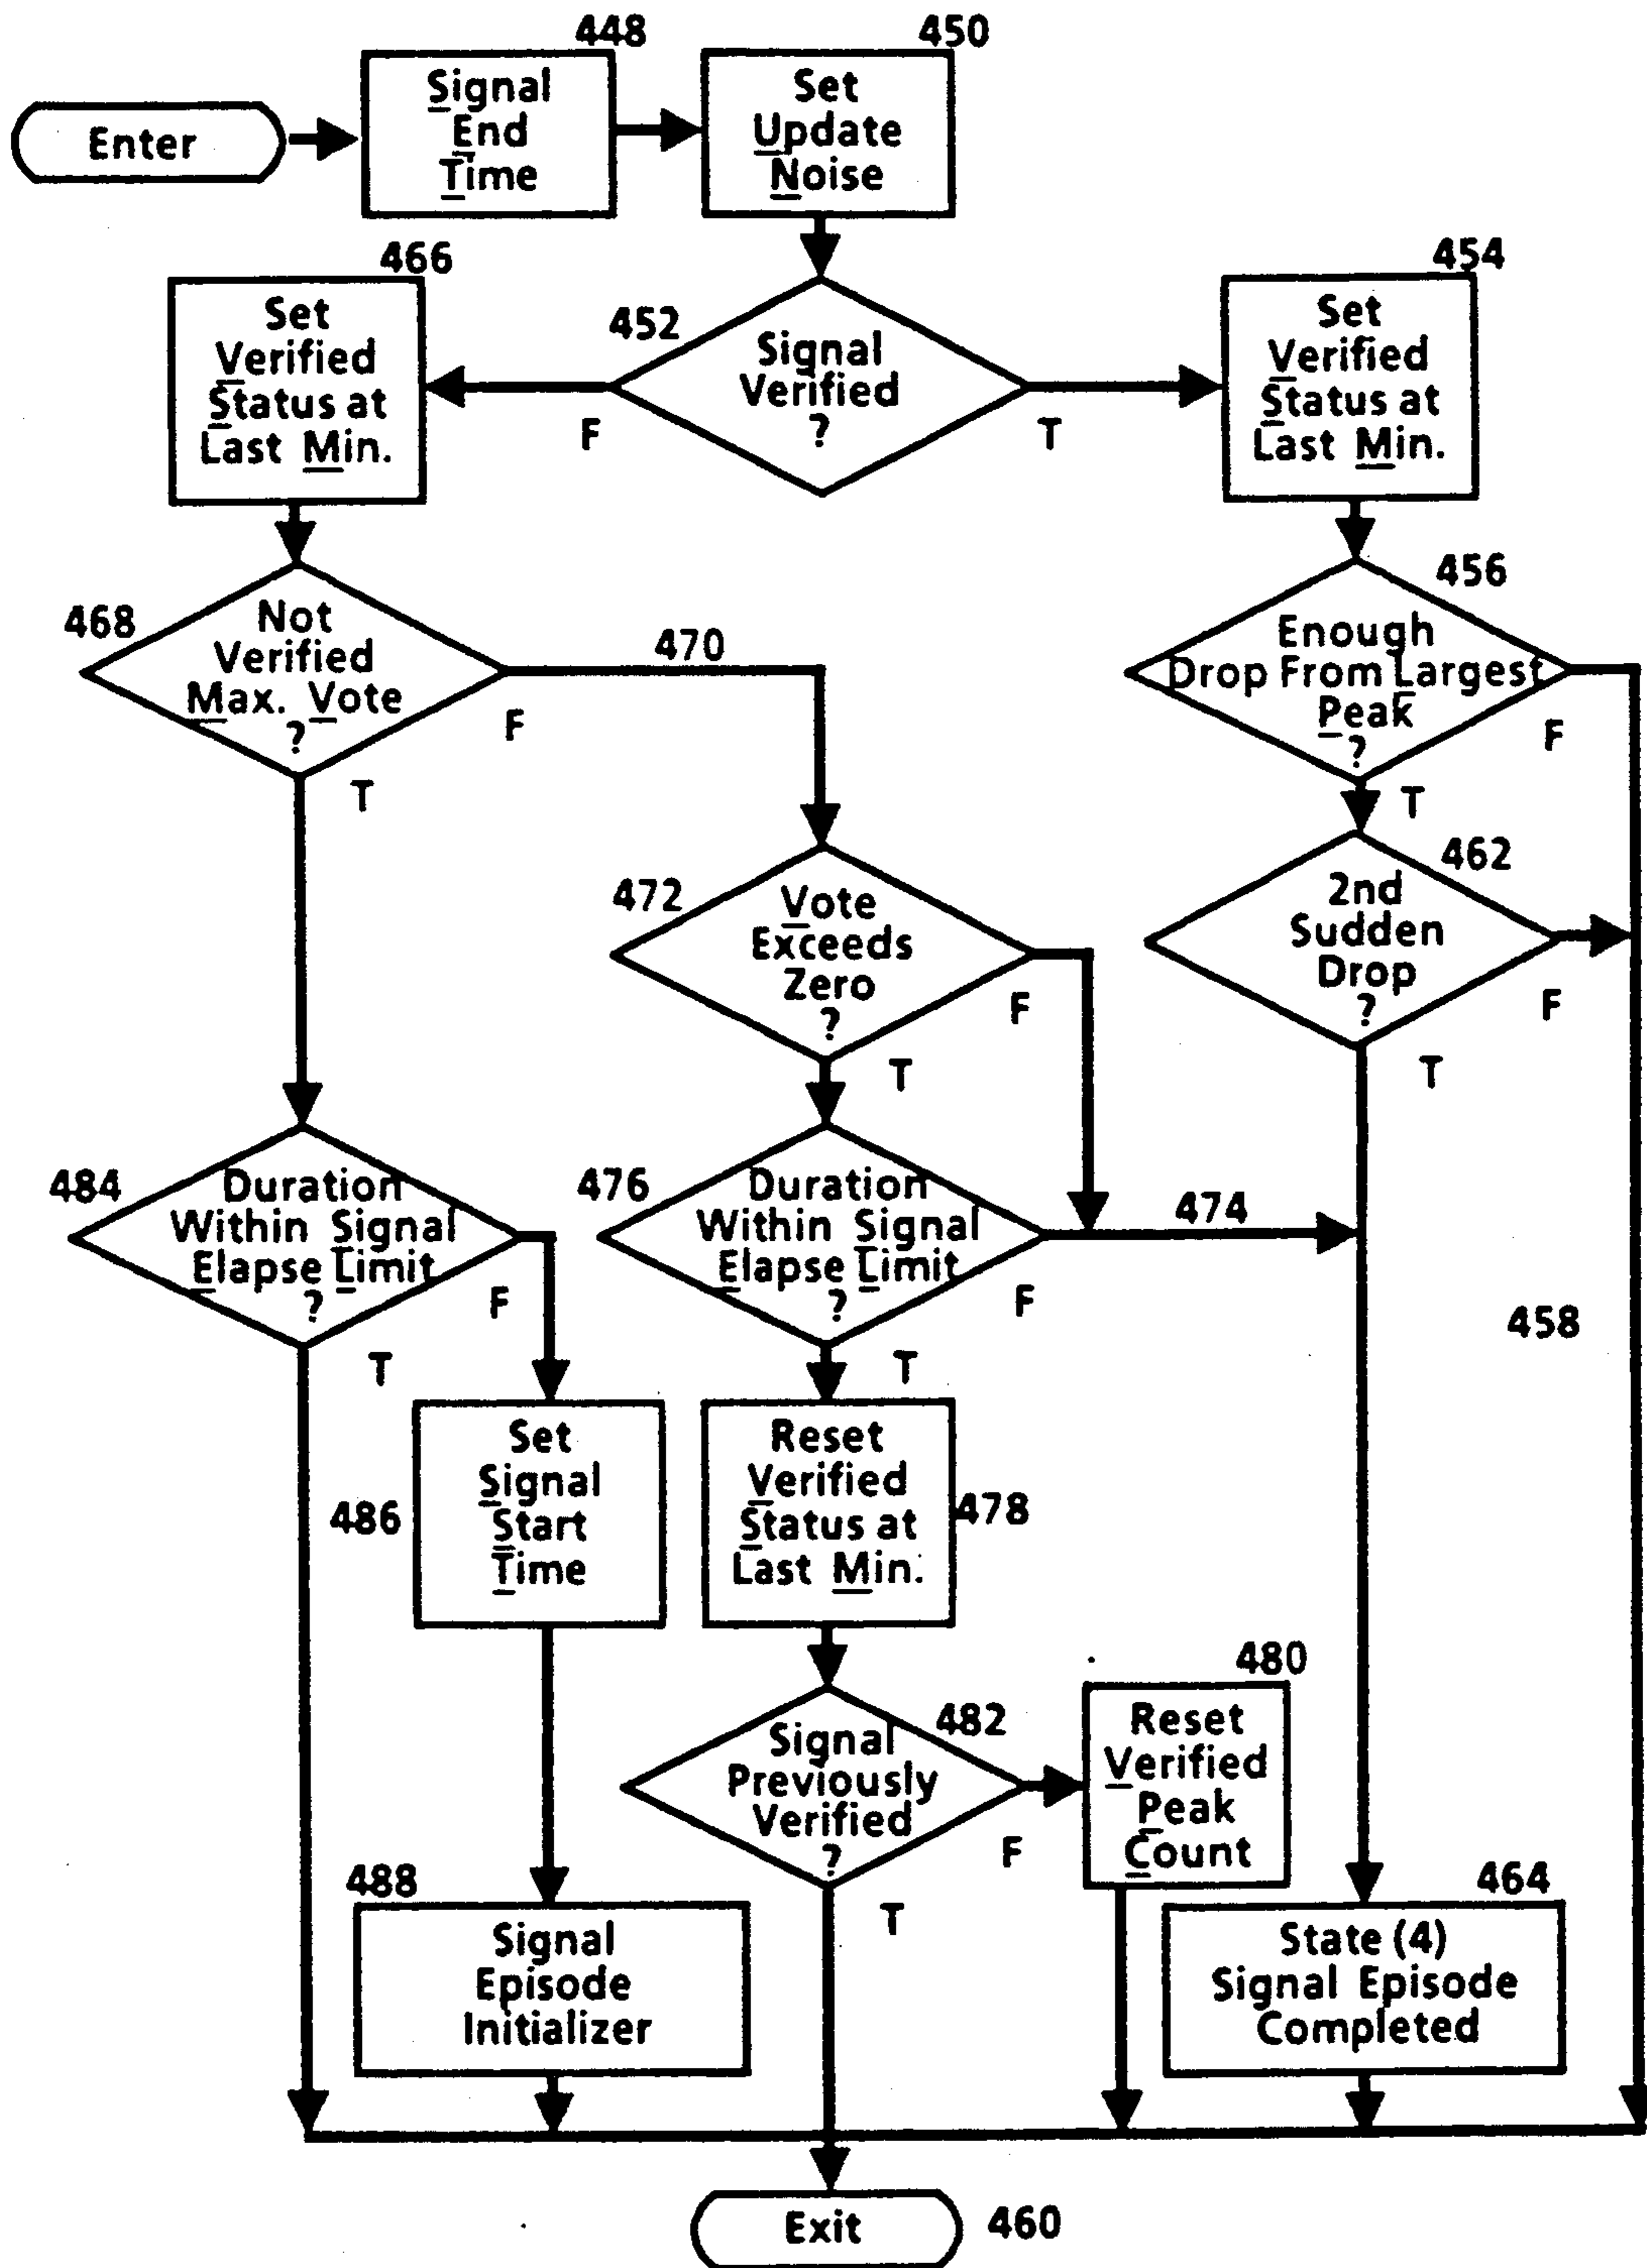 448
450
Enter
Signal
End
Time
Set
Update
Noise
466
454
Set
Verified
Status at
Last Min.
452
Signal
Verified
?
F
T
Set
Verified
Status at
Last Min.
468
Not
Verified
Max. Vote
?
F
T
470
456
Enough
Drop From Largest
Peak
?
F
T
472
Vote
Exceeds
Zero
?
F
T
462
2nd
Sudden
Drop
?
F
T
484
Duration
Within Signal
Elapse Limit
?
F
T
476
Duration
Within Signal
Elapse Limit
?
F
T
474
458
486
Set
Signal
Start
Time
Reset
Verified
Status at
Last Min.
478
482
Signal
Previously
Verified
?
F
T
480
Reset
Verified
Peak
Count
488
Signal
Episode
Initializer
464
State (4)
Signal Episode
Completed
Exit
460